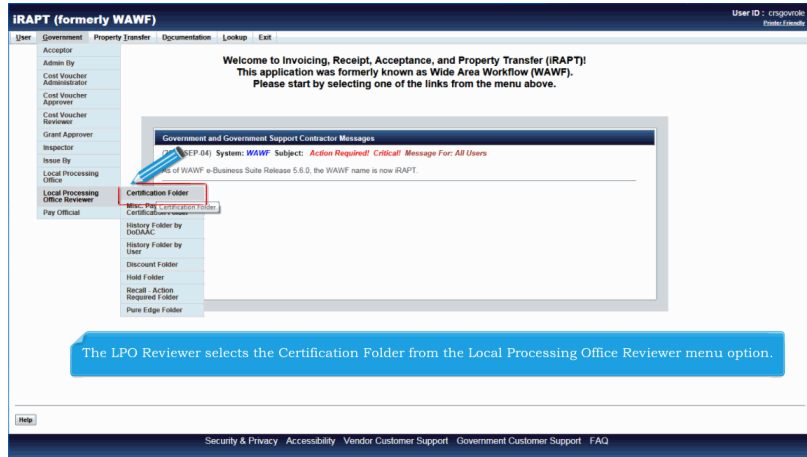 iRAPT (formerly WAWF)
User ID : crsgovrole
Printer Friendly
User Government Property Transfer Documentation Lookup Exit
Acceptor
Admin By
Cost Voucher
Administrator
Cost Voucher
Approver
Cost Voucher
Reviewer
Grant Approver
Inspector
Issue By
Local Processing
Office
Local Processing
Office Reviewer
Pay Official
Certification Folder
Misc. Pay
Certification Folder
Certification Folder
History Folder by
DoDAAC
History Folder by
User
Discount Folder
Hold Folder
Recall - Action
Required Folder
Pure Edge Folder
Welcome to Invoicing, Receipt, Acceptance, and Property Transfer (iRAPT)!
This application was formerly known as Wide Area Workflow (WAWF).
Please start by selecting one of the links from the menu above.
Government and Government Support Contractor Messages
SEP-04) System: WAWF Subject: Action Required! Critical! Message For: All Users
As of WAWF e-Business Suite Release 5.6.0, the WAWF name is now iRAPT.
The LPO Reviewer selects the Certification Folder from the Local Processing Office Reviewer menu option.
Help
Security & Privacy Accessibility Vendor Customer Support Government Customer Support FAQ